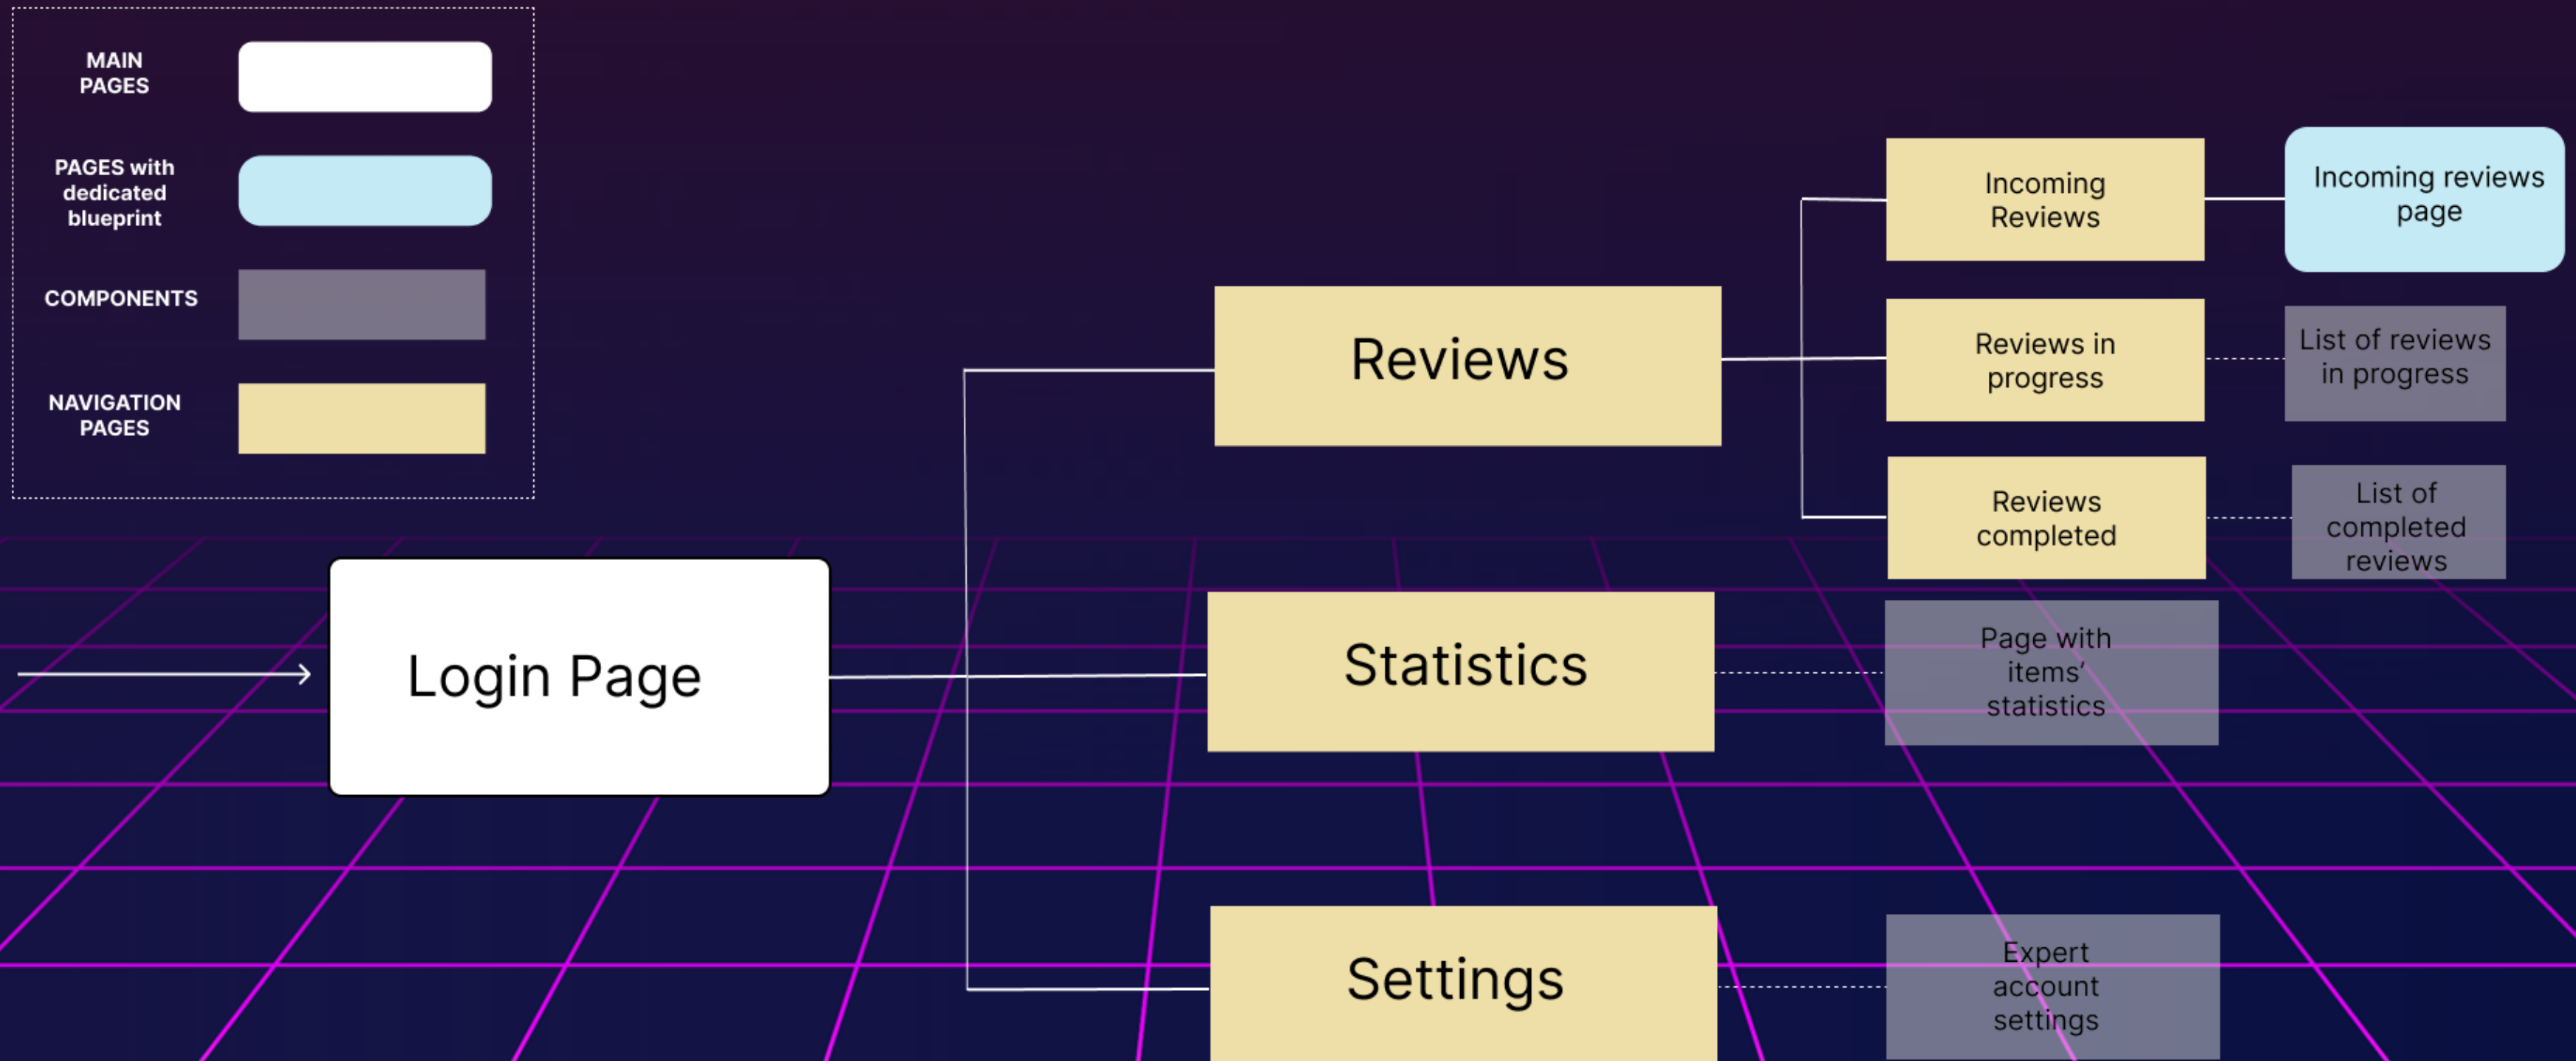 MAIN
PAGES
PAGES with
dedicated
blueprint
COMPONENTS
NAVIGATION
PAGES
Login Page
Reviews
Statistics
Settings
Incoming
Reviews
Incoming reviews
page
Reviews in
progress
List of reviews
in progress
Reviews
completed
List of
completed
reviews
Page with
items’
statistics
Expert
account
settings